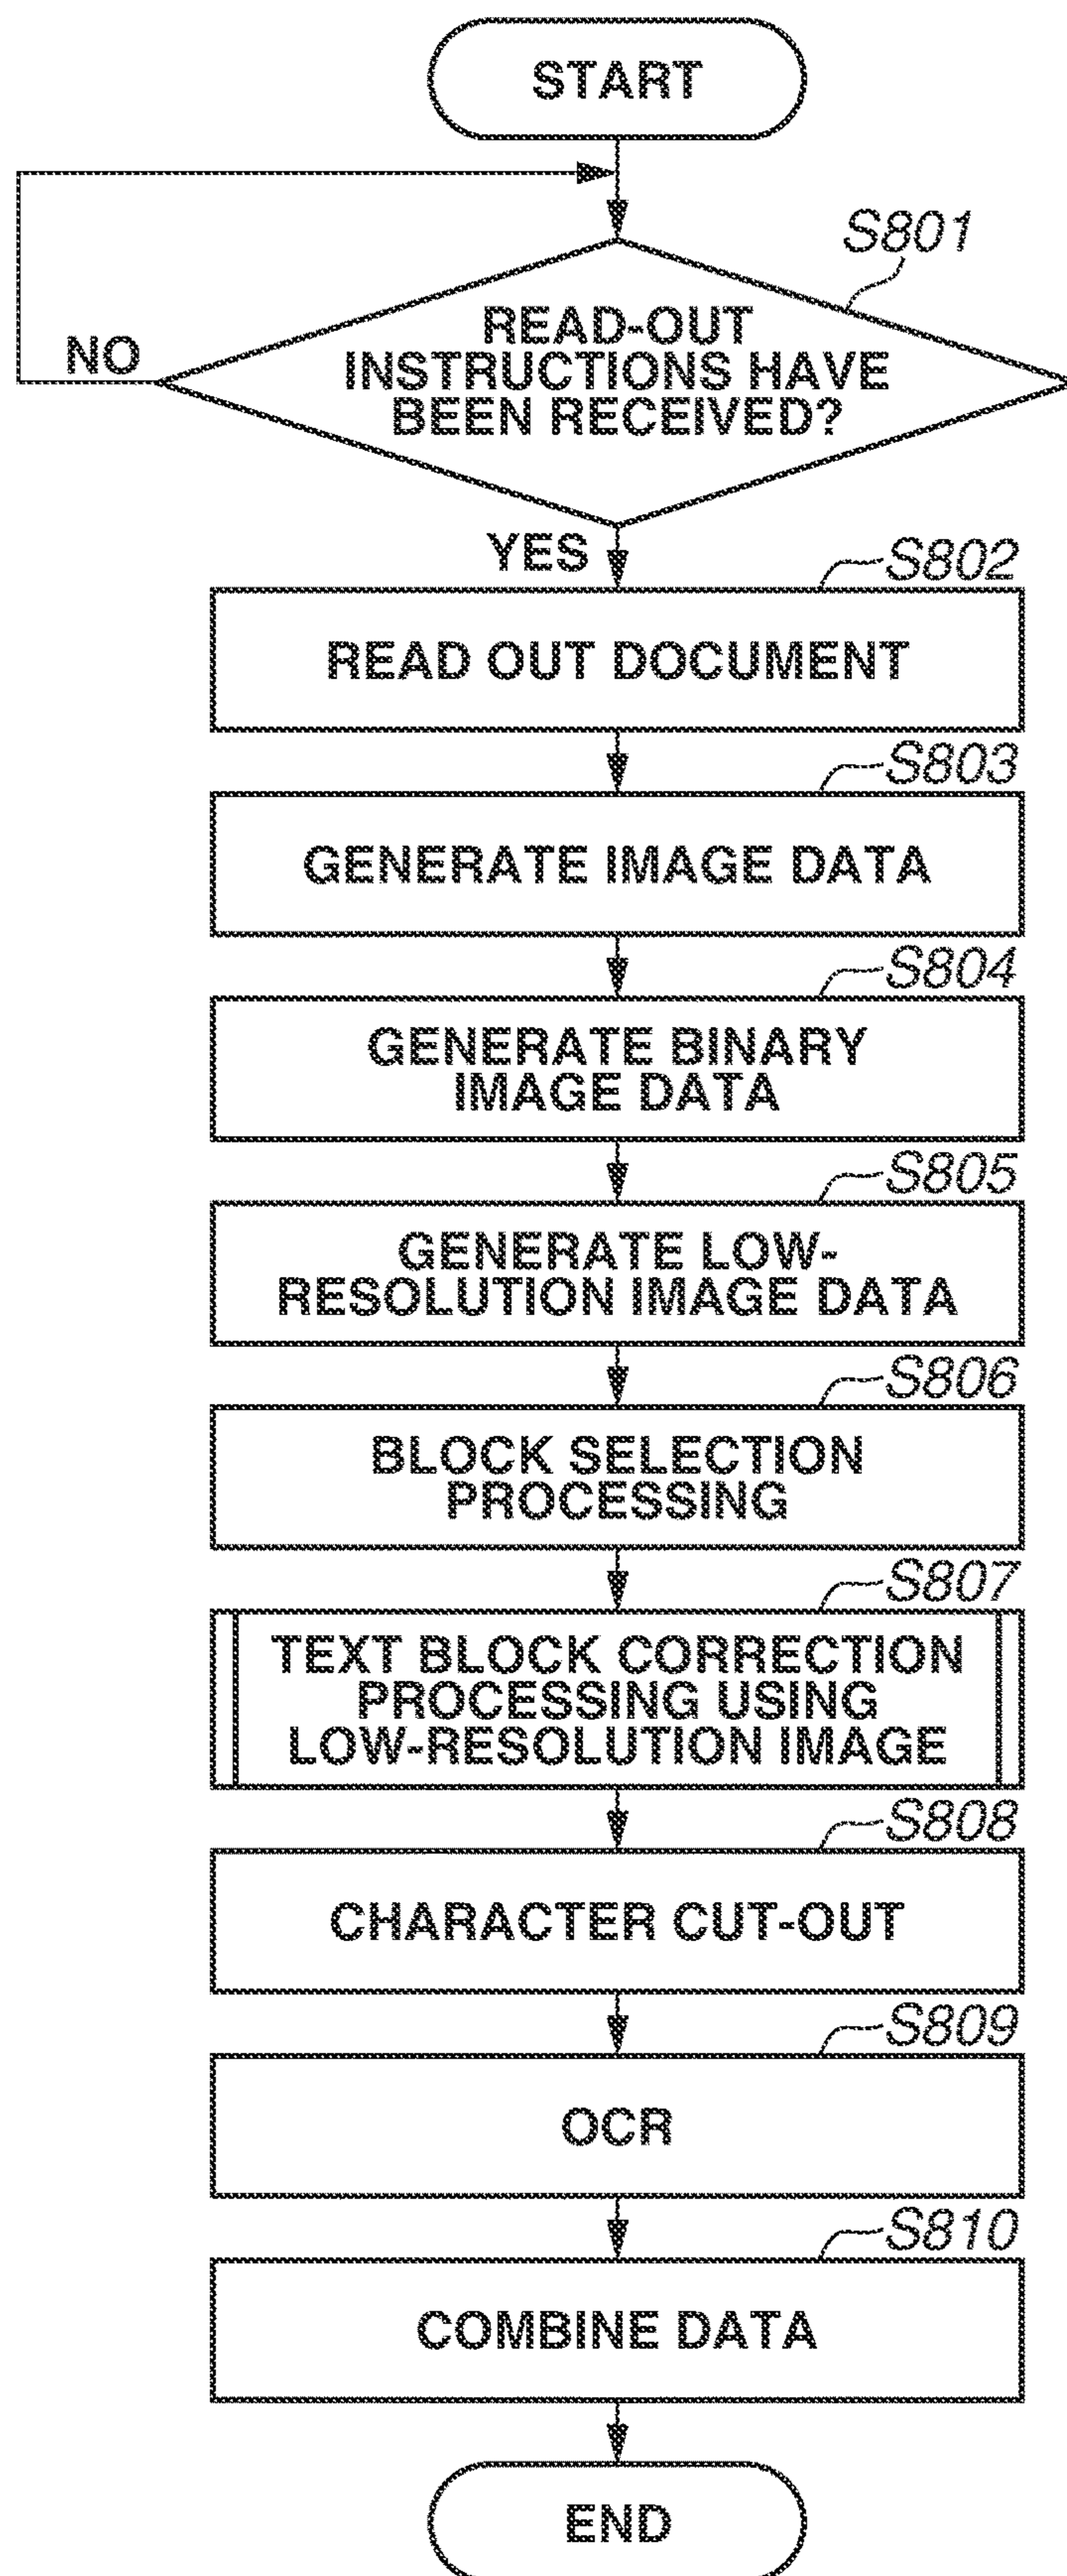 START
S801
READ-OUT
INSTRUCTIONS HAVE
BEEN RECEIVED?
NO
YES
S802
READ OUT DOCUMENT
S803
GENERATE IMAGE DATA
S804
GENERATE BINARY
IMAGE DATA
S805
GENERATE LOW-
RESOLUTION IMAGE DATA
S806
BLOCK SELECTION
PROCESSING
S807
TEXT BLOCK CORRECTION
PROCESSING USING
LOW-RESOLUTION IMAGE
S808
CHARACTER CUT-OUT
S809
OCR
S810
COMBINE DATA
END